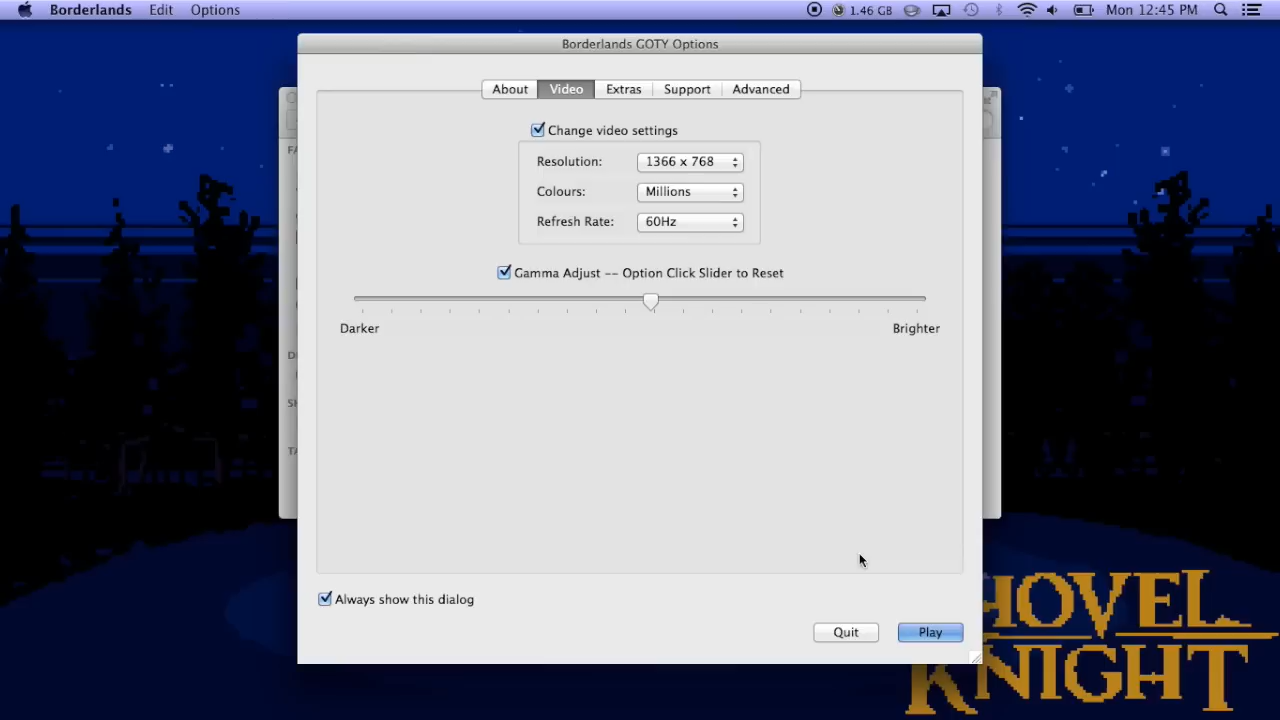 Borderlands Edit Options 1.46 GB Mon 12:45 PM
Borderlands GOTY Options
About Video Extras Support Advanced
Change video settings
Resolution: 1366 x 768
Colours: Millions
Refresh Rate: 60Hz
Gamma Adjust -- Option Click Slider to Reset
Darker Brighter
Always show this dialog
Quit Play
HOVEL
KNIGHT